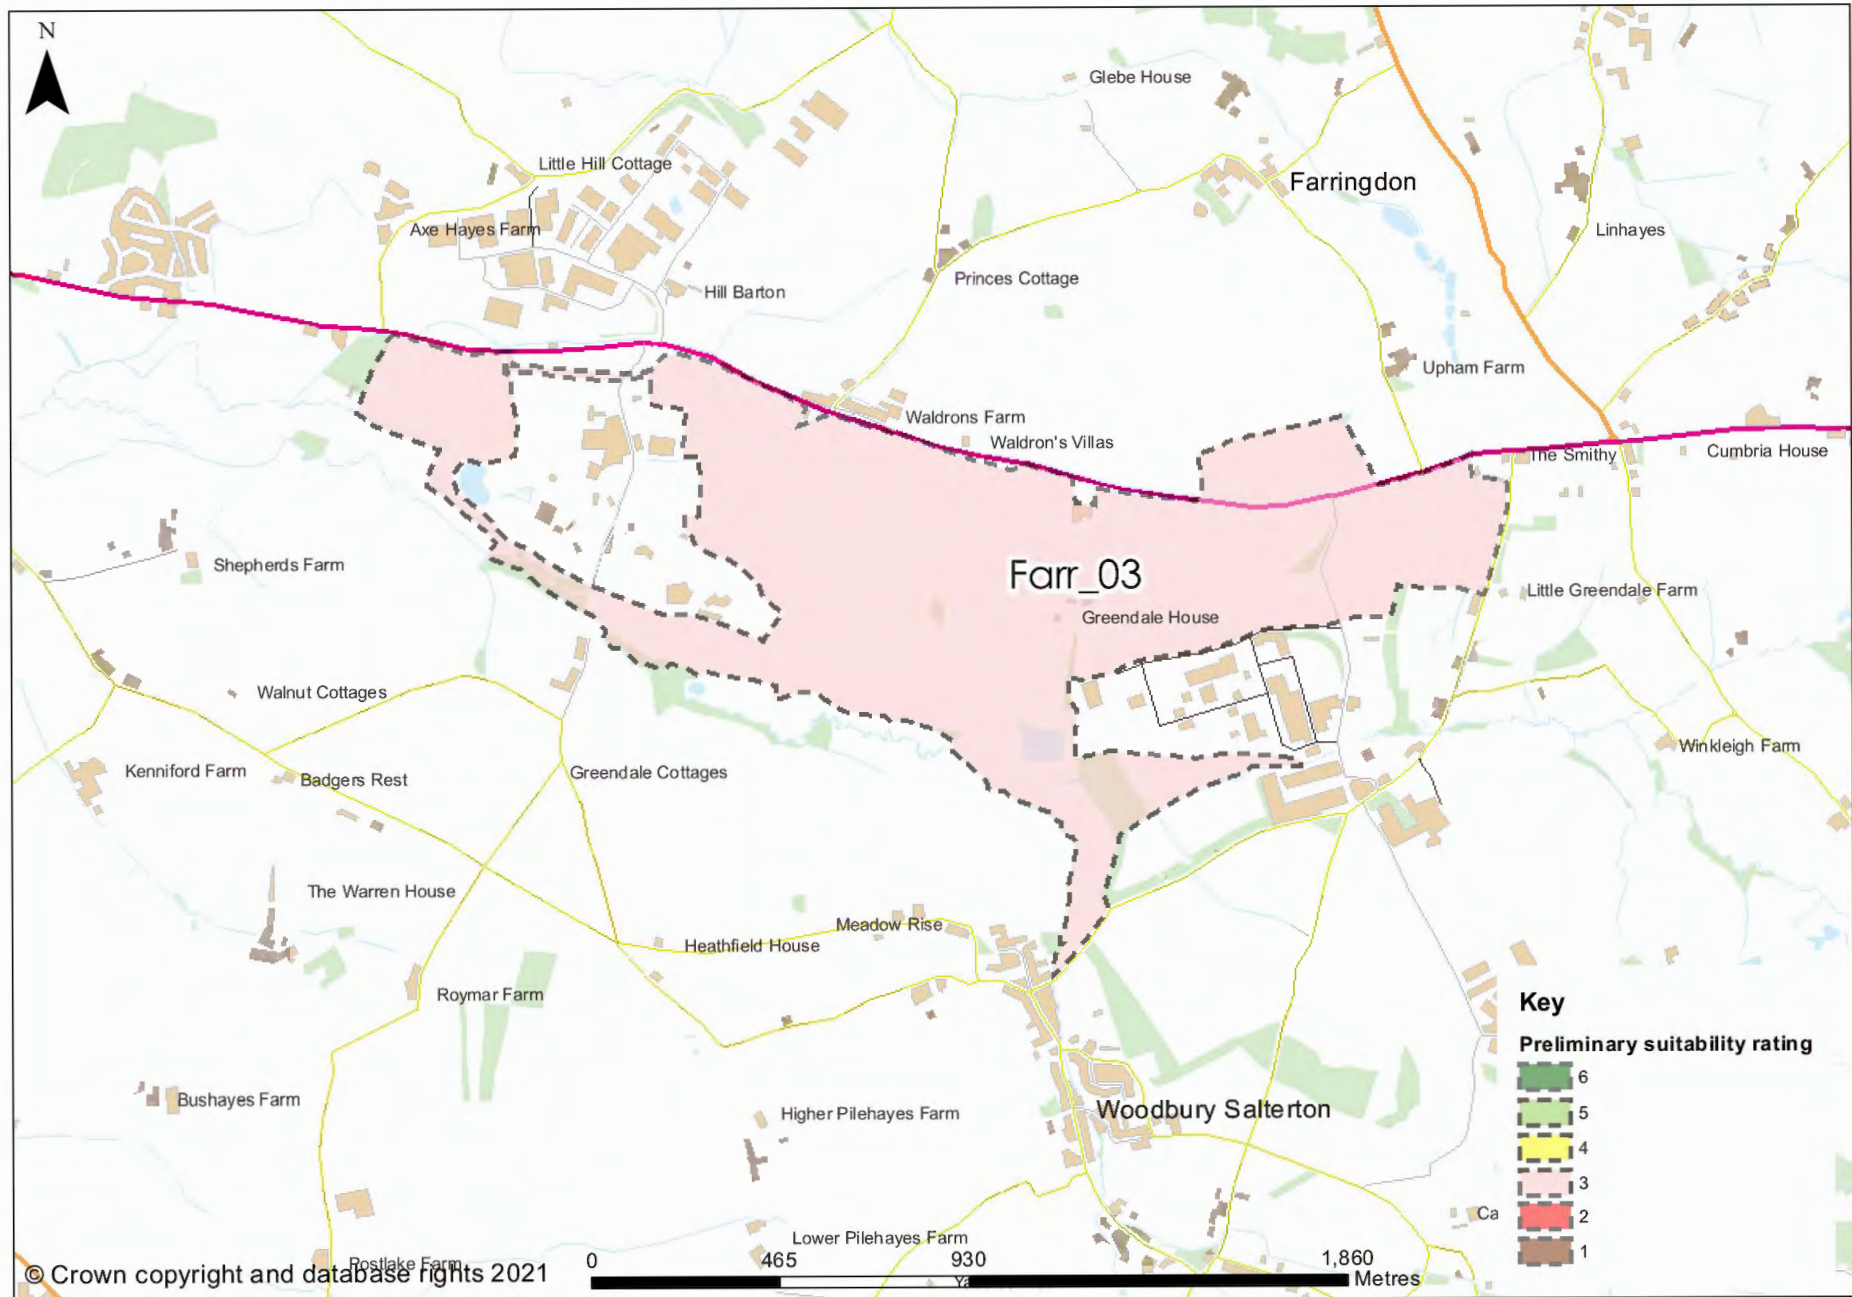 N
Glebe House
Little Hill Cottage
Farringdon
Axe Hayes Farm
Linhayes
Princes Cottage
Hill Barton
Upham Farm
Waldrons Farm
Waldron's Villas
The Smithy
Cumbria House
Shepherds Farm
Farr_03
Little Greendale Farm
Greendale House
Walnut Cottages
Winkleigh Farm
Kenniford Farm
Badgers Rest
Greendale Cottages
The Warren House
Meadow Rise
Heathfield House
Roymar Farm
Bushayes Farm
Higher Pilehayes Farm
Woodbury Salterton
Lower Pilehayes Farm
Postlake Farm
Ca
Key
Preliminary suitability rating
6
5
4
3
2
1
© Crown copyright and database rights 2021
0 465 930 1,860
Metres